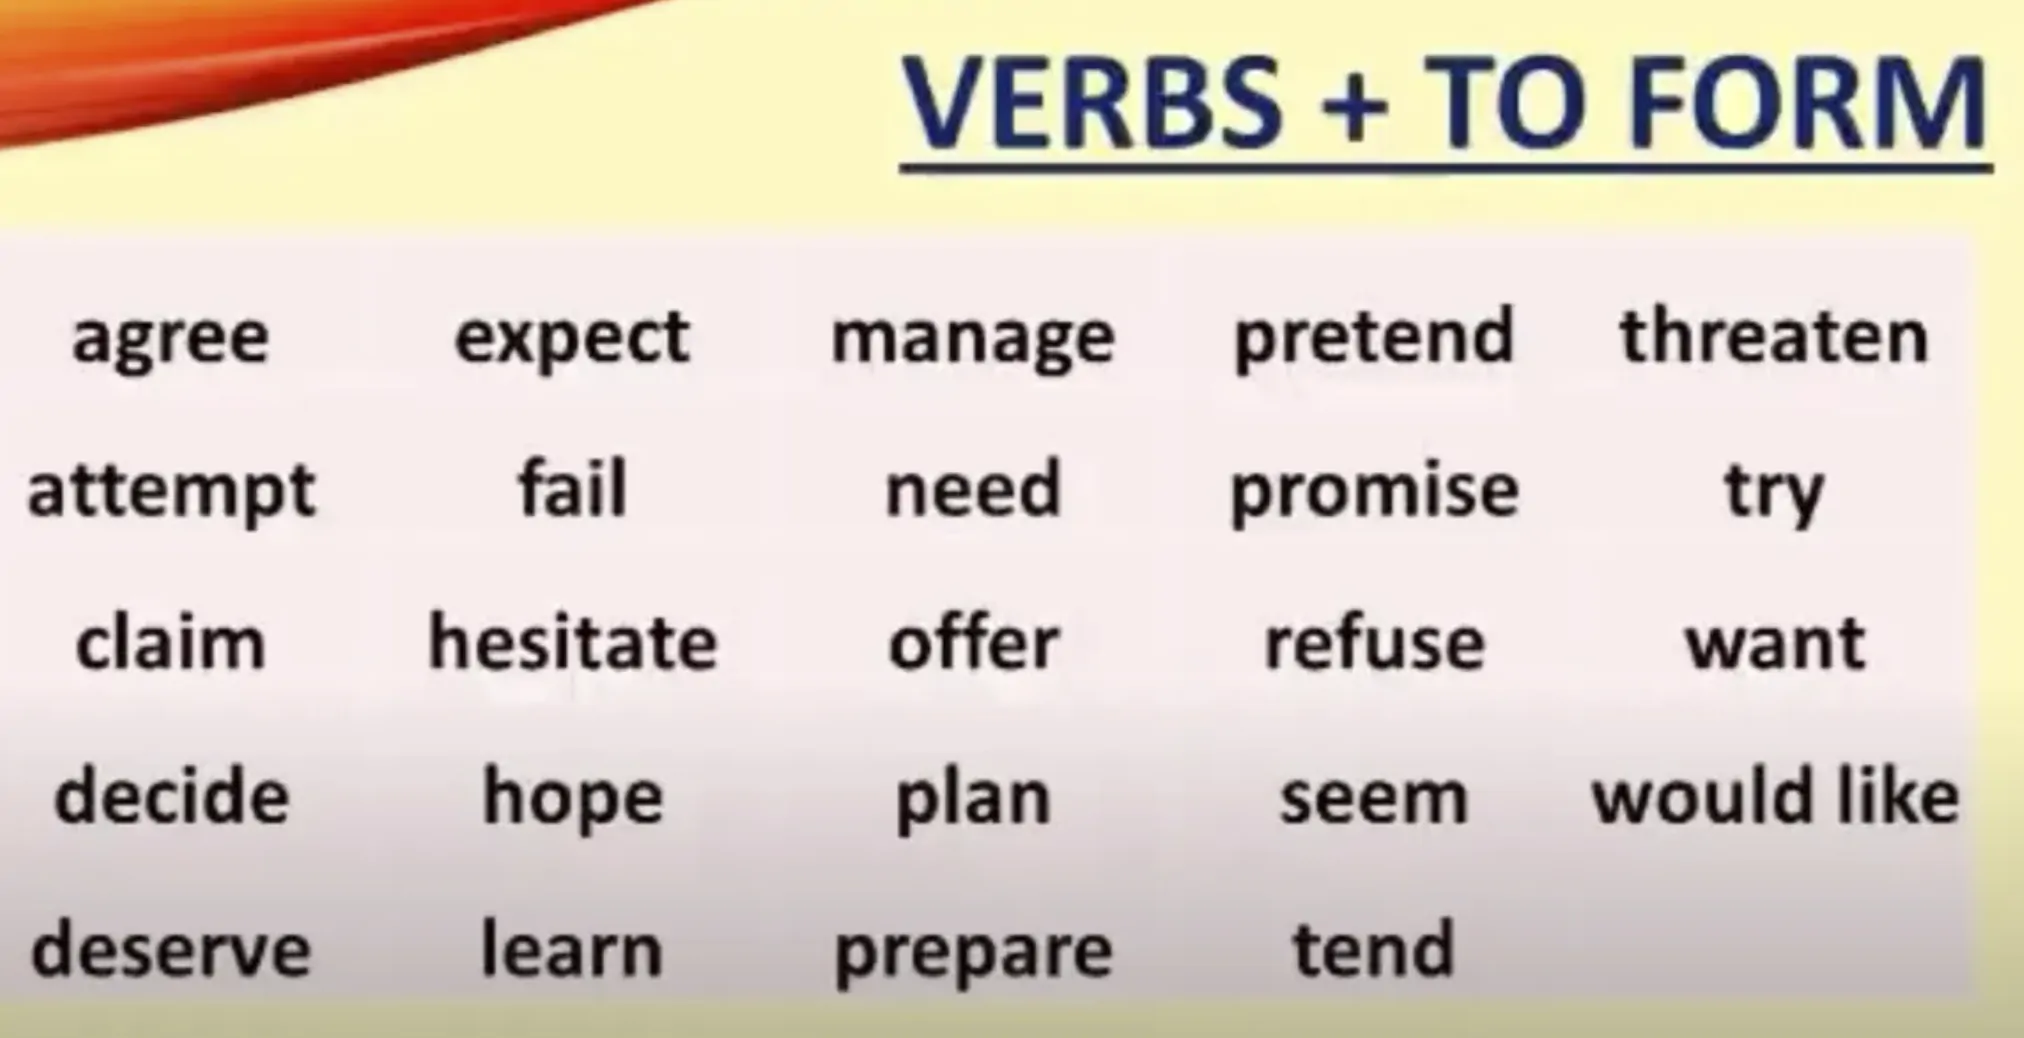 VERBS + TO FORM
agree expect manage pretend threaten
attempt fail need promise try
claim hesitate offer refuse want
decide hope plan seem would like
deserve learn prepare tend